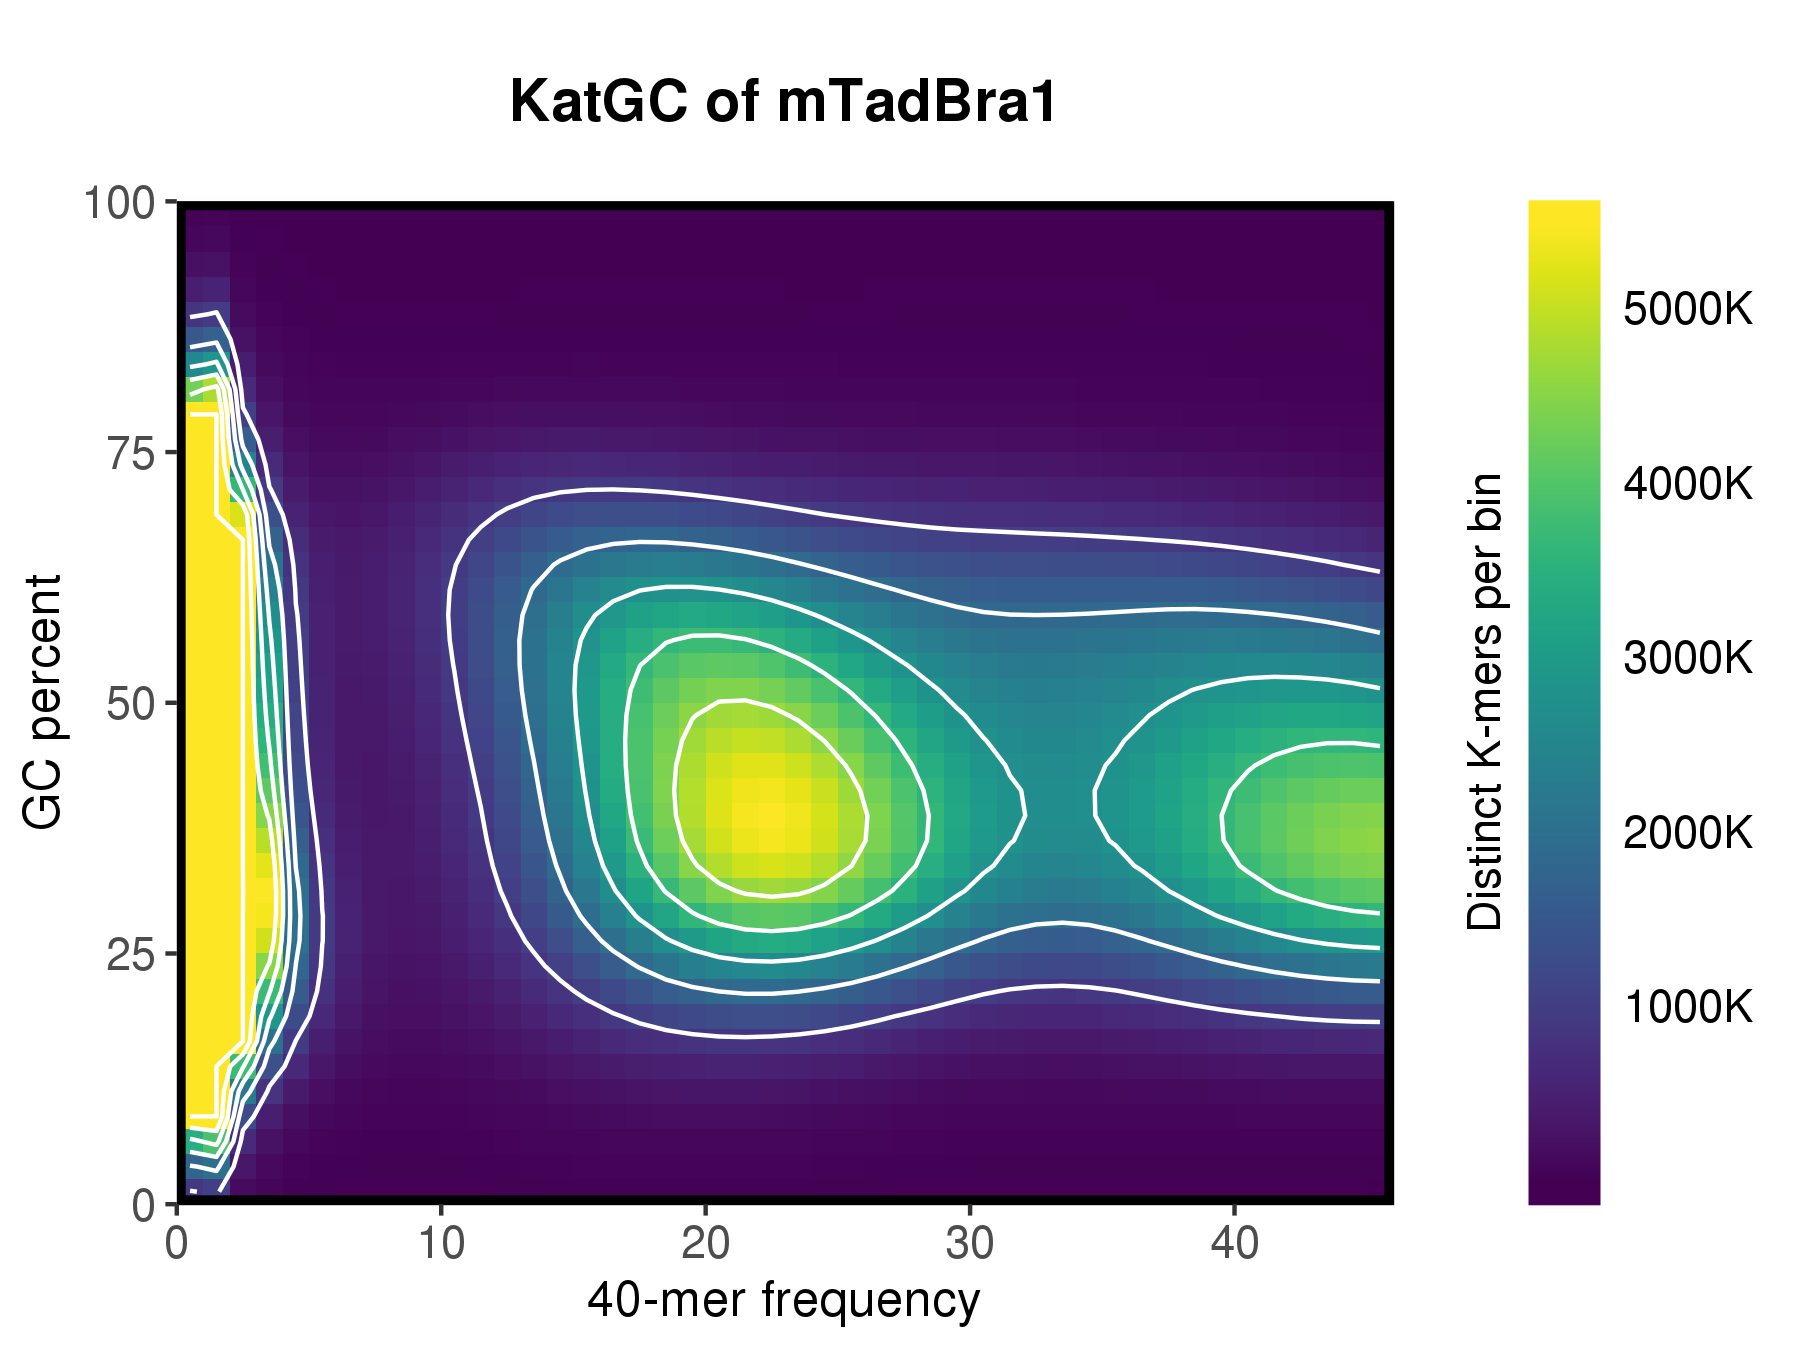 KatGC of mTadBra1
100
75
50
25
0
GC percent
0 10 20 30 40
40-mer frequency
Distinct K-mers per bin
5000K
4000K
3000K
2000K
1000K